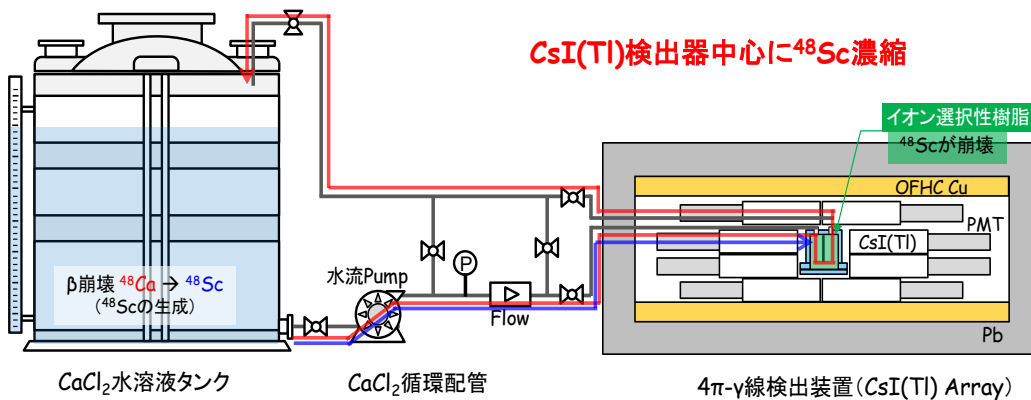 CsI(Tl)検出器中心に⁴⁸Sc濃縮
イオン選択性樹脂
⁴⁸Scが崩壊
OFHC Cu
PMT
CsI(Tl)
Pb
β崩壊 ⁴⁸Ca → ⁴⁸Sc
(⁴⁸Scの生成)
水流Pump
P
Flow
CaCl₂水溶液タンク
CaCl₂循環配管
4π-γ線検出装置(CsI(Tl) Array)